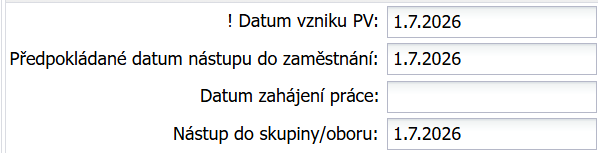 ! Datum vzniku PV: 1.7.2026
Předpokládané datum nástupu do zaměstnání: 1.7.2026
Datum zahájení práce:
Nástup do skupiny/oboru: 1.7.2026